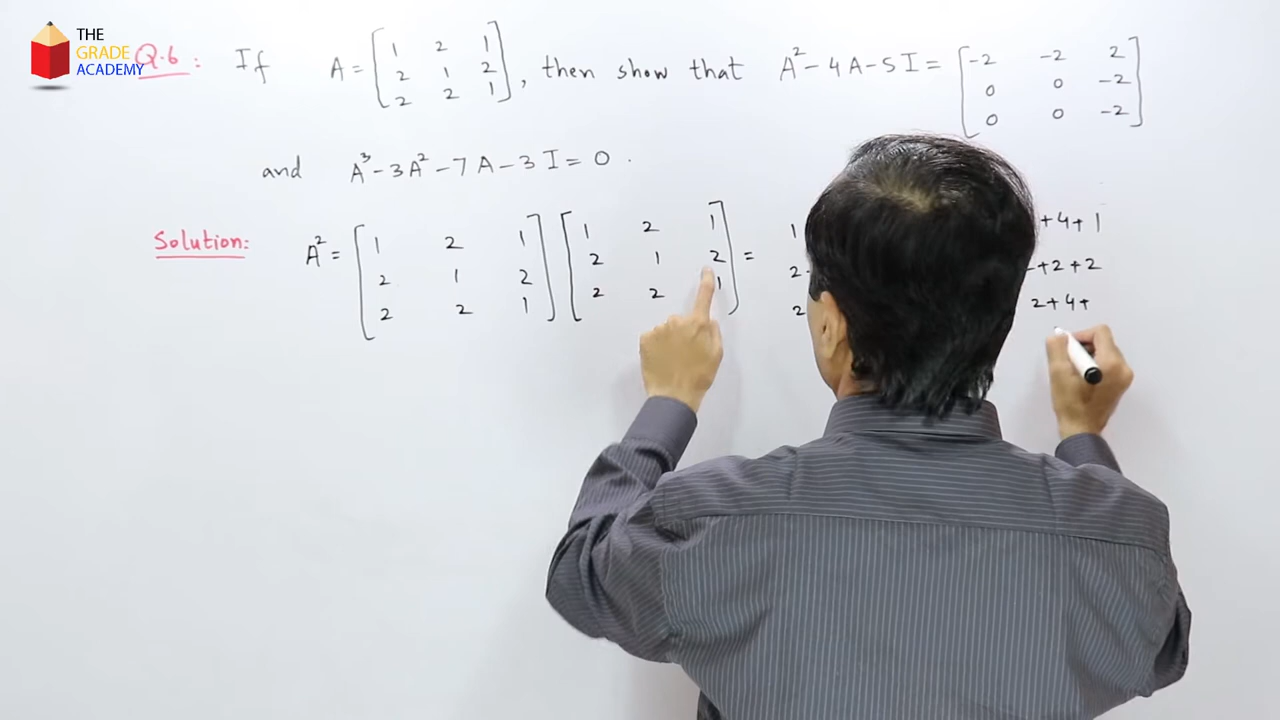 THE
GRADE
ACADEMY
Q.6 : If A = [1 2 1
2 1 2
2 2 1], then show that A² - 4A - 5I = [-2 -2 2
0 0 -2
0 0 -2]
and A³ - 3A² - 7A - 3I = 0.
Solution: A² = [1 2 1
2 1 2
2 2 1] [1 2 1
2 1 2
2 2 1] = 1 +4+1
2 +2+2
2 2+4+